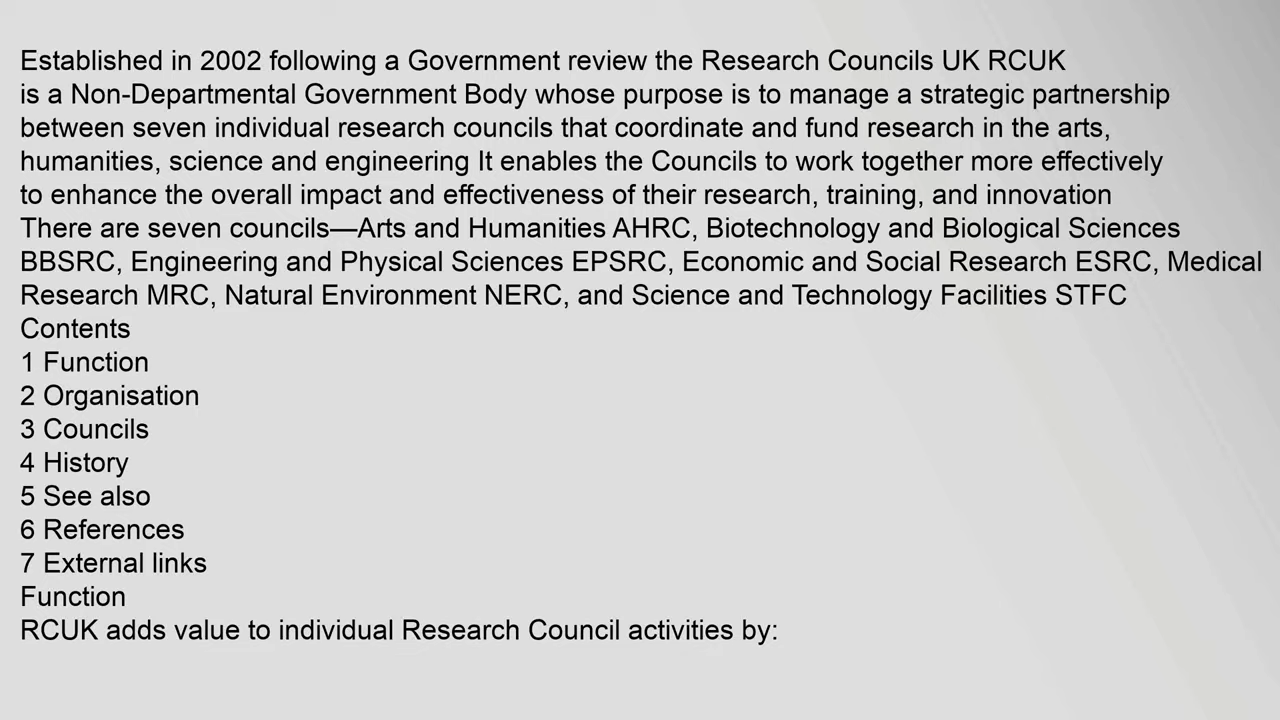 Established in 2002 following a Government review the Research Councils UK RCUK
is a Non-Departmental Government Body whose purpose is to manage a strategic partnership
between seven individual research councils that coordinate and fund research in the arts,
humanities, science and engineering It enables the Councils to work together more effectively
to enhance the overall impact and effectiveness of their research, training, and innovation
There are seven councils—Arts and Humanities AHRC, Biotechnology and Biological Sciences
BBSRC, Engineering and Physical Sciences EPSRC, Economic and Social Research ESRC, Medical
Research MRC, Natural Environment NERC, and Science and Technology Facilities STFC
Contents
1 Function
2 Organisation
3 Councils
4 History
5 See also
6 References
7 External links
Function
RCUK adds value to individual Research Council activities by: